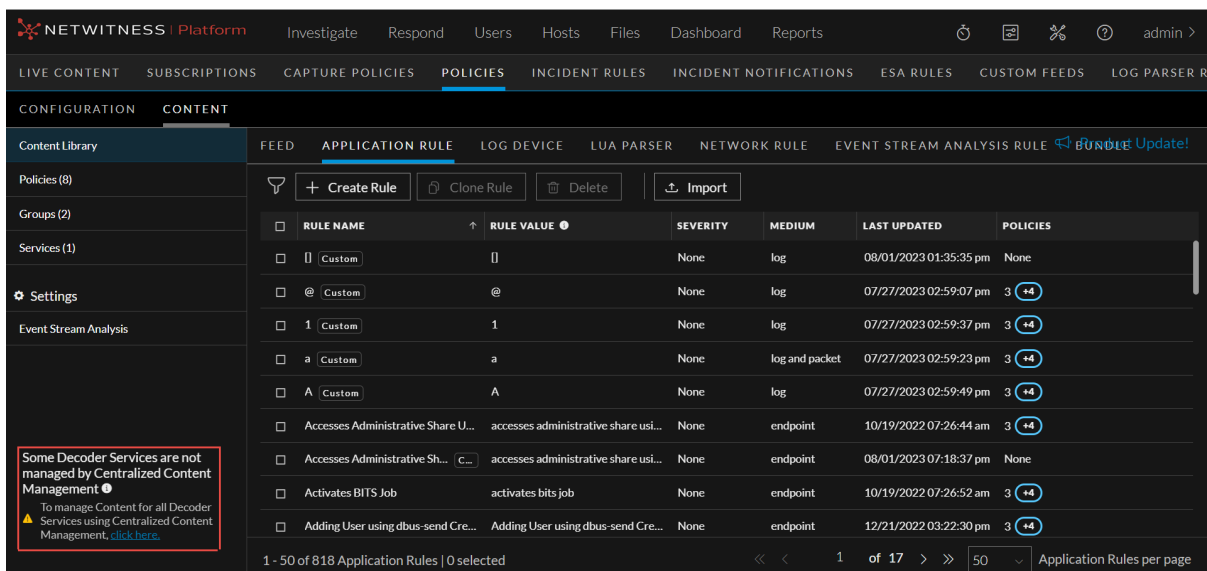 NETWITNESS | Platform Investigate Respond Users Hosts Files Dashboard Reports admin >
LIVE CONTENT SUBSCRIPTIONS CAPTURE POLICIES POLICIES INCIDENT RULES INCIDENT NOTIFICATIONS ESA RULES CUSTOM FEEDS LOG PARSER R
CONFIGURATION CONTENT
Content Library
Policies (8)
Groups (2)
Services (1)
Settings
Event Stream Analysis
Some Decoder Services are not
managed by Centralized Content
Management
To manage Content for all Decoder
Services using Centralized Content
Management, click here.
FEED APPLICATION RULE LOG DEVICE LUA PARSER NETWORK RULE EVENT STREAM ANALYSIS RULE BUNDLE Product Update!
+ Create Rule Clone Rule Delete Import
RULE NAME ↑ RULE VALUE SEVERITY MEDIUM LAST UPDATED POLICIES
[] Custom [] None log 08/01/2023 01:35:35 pm None
@ Custom @ None log 07/27/2023 02:59:07 pm 3 +4
1 Custom 1 None log 07/27/2023 02:59:37 pm 3 +4
a Custom a None log and packet 07/27/2023 02:59:23 pm 3 +4
A Custom A None log 07/27/2023 02:59:49 pm 3 +4
Accesses Administrative Share U... accesses administrative share usi... None endpoint 10/19/2022 07:26:44 am 3 +4
Accesses Administrative Sh... C... accesses administrative share usi... None endpoint 08/01/2023 07:18:37 pm None
Activates BITS Job activates bits job None endpoint 10/19/2022 07:26:52 am 3 +4
Adding User using dbus-send Cre... Adding User using dbus-send Cre... None endpoint 12/21/2022 03:22:30 pm 3 +4
1 - 50 of 818 Application Rules | 0 selected « < 1 of 17 > » 50 Application Rules per page